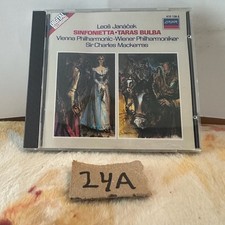 Leoš Janáček
SINFONIETTA · TARAS BULBA
Vienna Philharmonic · Wiener Philharmoniker
Sir Charles Mackerras
24A